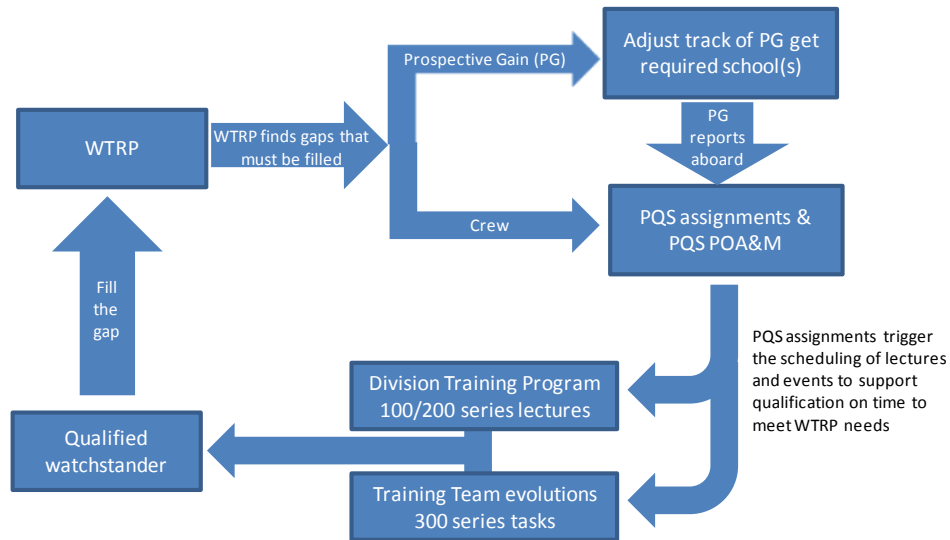 Adjust track of PG get
required school(s)
Prospective Gain (PG)
WTRP
WTRP finds gaps that
must be filled
PG
reports
aboard
PQS assignments &
PQS POA&M
Crew
Fill
the
gap
PQS assignments trigger
the scheduling of lectures
and events to support
qualification on time to
meet WTRP needs
Division Training Program
100/200 series lectures
Qualified
watchstander
Training Team evolutions
300 series tasks